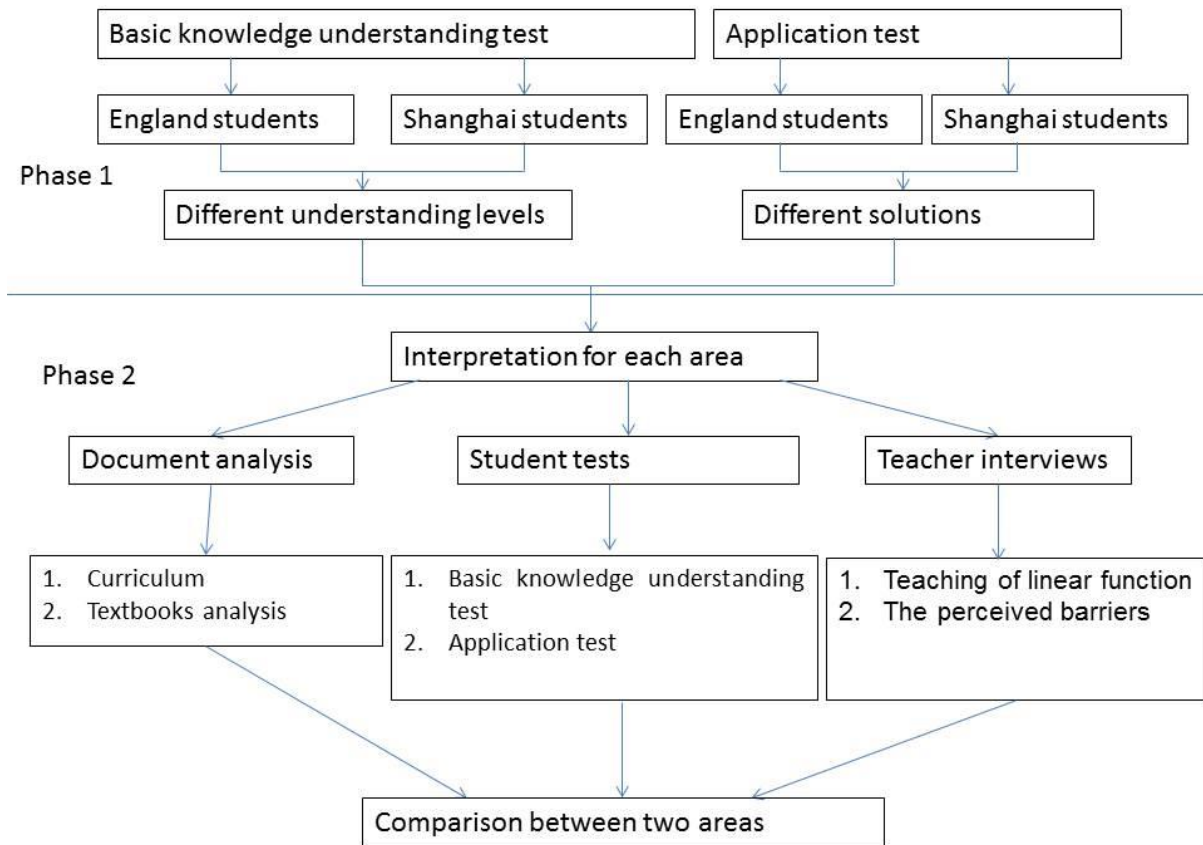 Basic knowledge understanding test
Application test
England students
Shanghai students
England students
Shanghai students
Phase 1
Different understanding levels
Different solutions
Interpretation for each area
Phase 2
Document analysis
Student tests
Teacher interviews
1. Curriculum
2. Textbooks analysis
1. Basic knowledge understanding
test
2. Application test
1. Teaching of linear function
2. The perceived barriers
Comparison between two areas